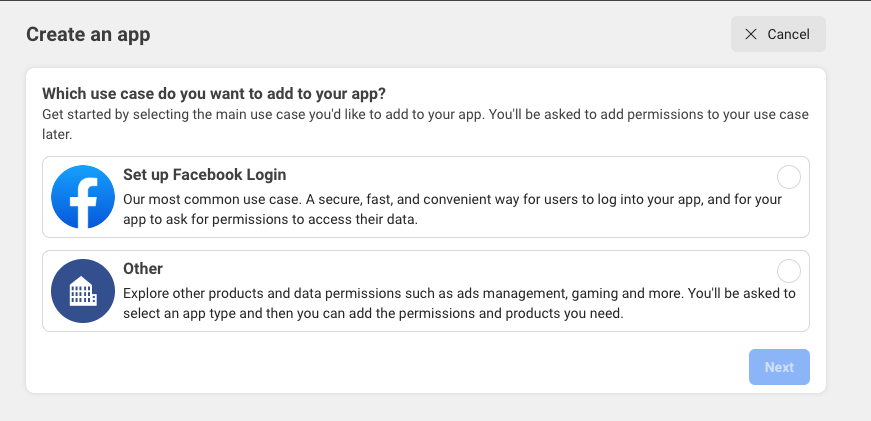 Create an app
Cancel
Which use case do you want to add to your app?
Get started by selecting the main use case you'd like to add to your app. You'll be asked to add permissions to your use case
later.
Set up Facebook Login
Our most common use case. A secure, fast, and convenient way for users to log into your app, and for your
app to ask for permissions to access their data.
Other
Explore other products and data permissions such as ads management, gaming and more. You'll be asked to
select an app type and then you can add the permissions and products you need.
Next